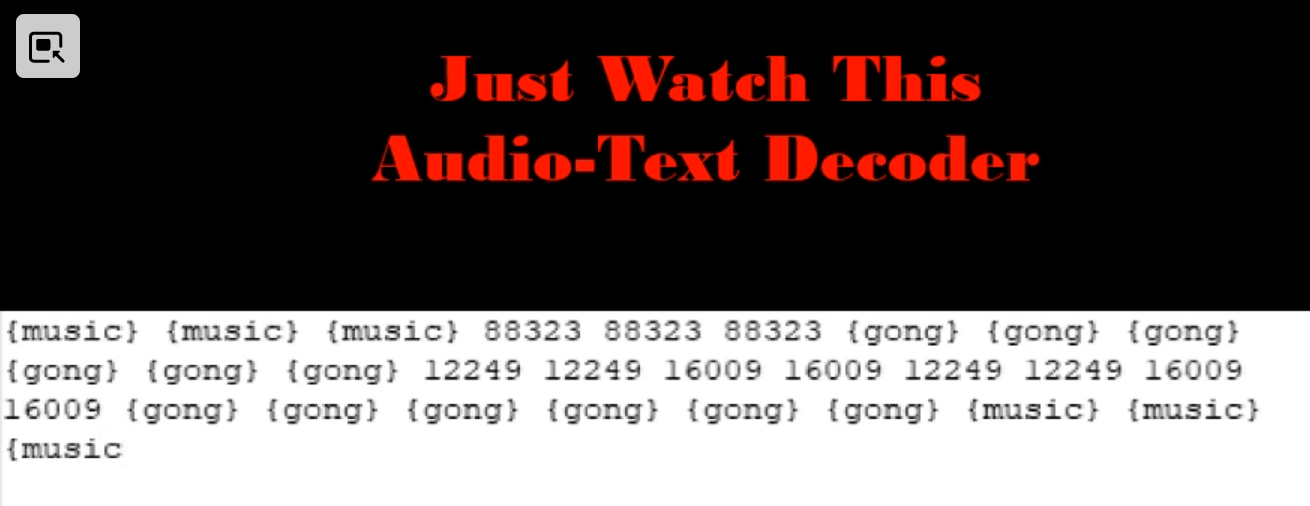 Just Watch This
Audio-Text Decoder
{music} {music} {music} 88323 88323 88323 {gong} {gong} {gong}
{gong} {gong} {gong} 12249 12249 16009 16009 12249 12249 16009
16009 {gong} {gong} {gong} {gong} {gong} {gong} {music} {music}
{music